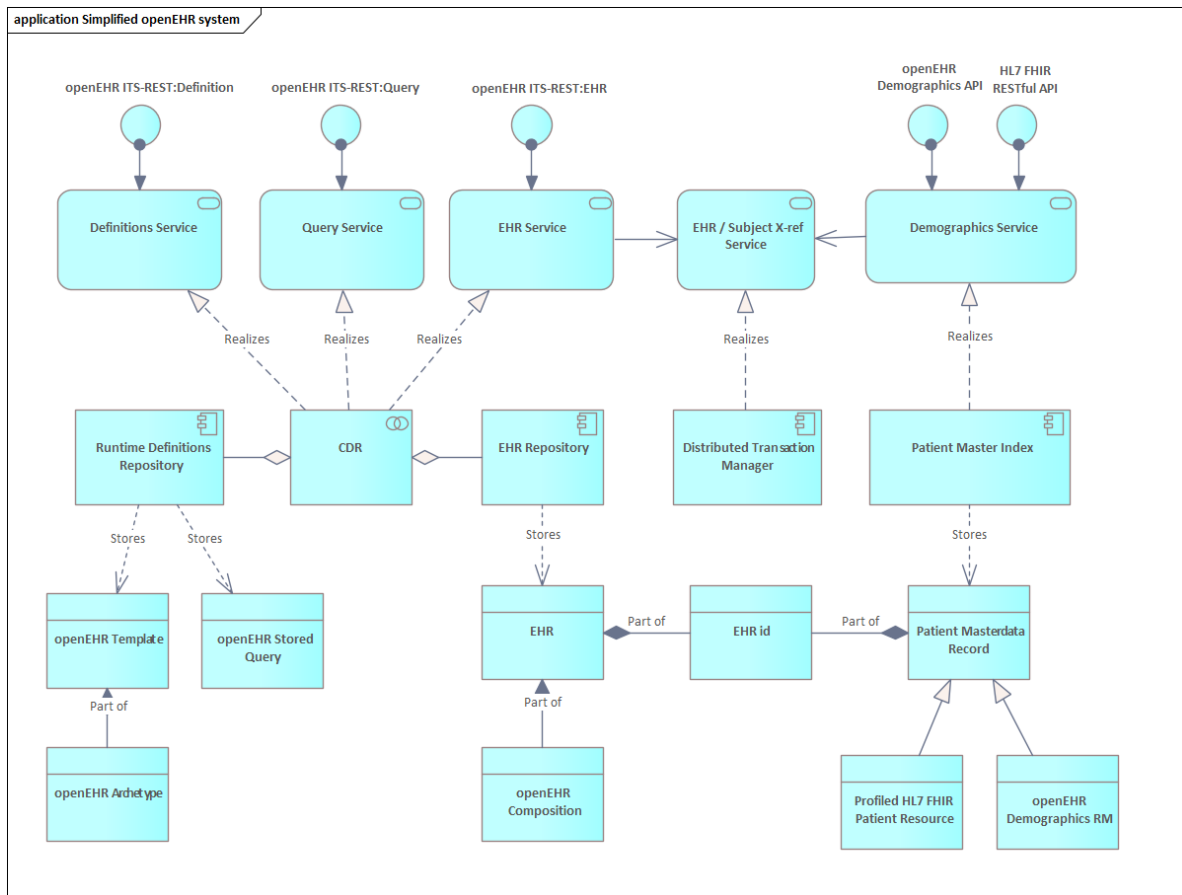 application Simplified openEHR system
openEHR ITS-REST:Definition
openEHR ITS-REST:Query
openEHR ITS-REST:EHR
openEHR
Demographics API
HL7 FHIR
RESTful API
Definitions Service
Query Service
EHR Service
EHR / Subject X-ref
Service
Demographics Service
Realizes
Realizes
Realizes
Realizes
Realizes
Runtime Definitions
Repository
CDR
EHR Repository
Distributed Transaction
Manager
Patient Master Index
Stores
Stores
Stores
Stores
openEHR Template
openEHR Stored
Query
EHR
Part of
EHR id
Part of
Patient Masterdata
Record
Part of
Part of
openEHR Archetype
openEHR
Composition
Profiled HL7 FHIR
Patient Resource
openEHR
Demographics RM